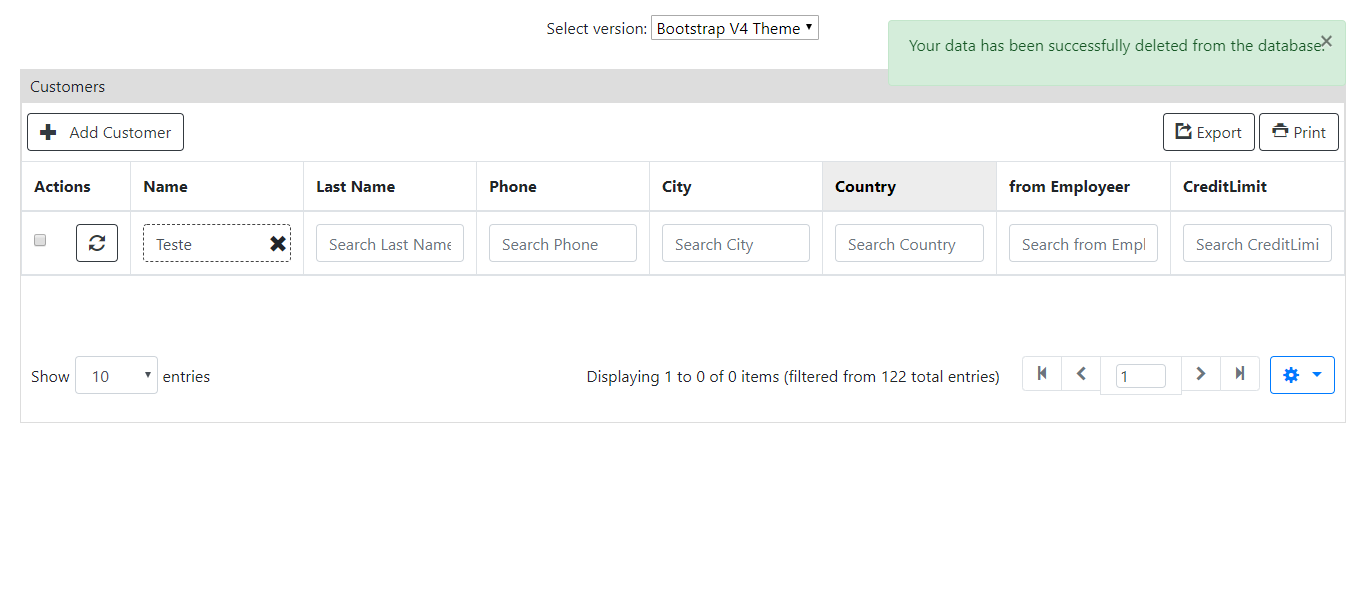 Select version: Bootstrap V4 Theme
Your data has been successfully deleted from the database.
Customers
Add Customer
Export Print
Actions Name Last Name Phone City Country from Employeer CreditLimit
Teste Search Last Name Search Phone Search City Search Country Search from Empl Search CreditLimi
Show 10 entries Displaying 1 to 0 of 0 items (filtered from 122 total entries) 1